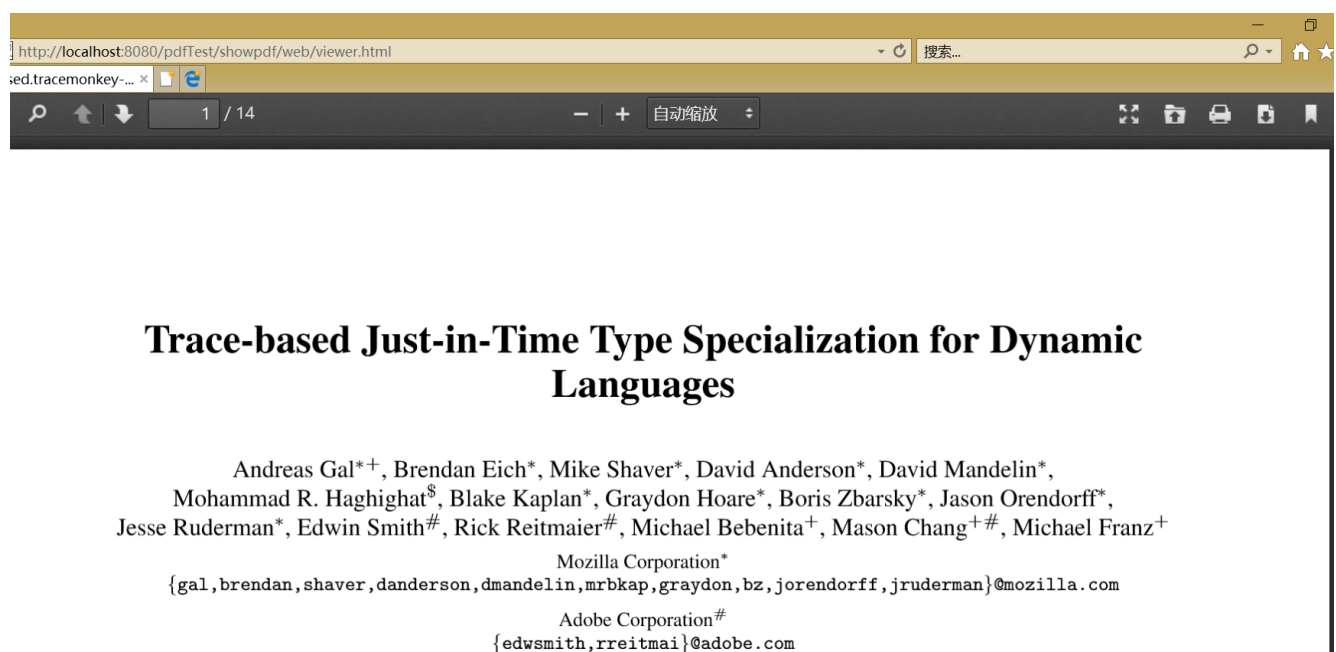 http://localhost:8080/pdfTest/showpdf/web/viewer.html
搜索...
sed.tracemonkey-...
1 / 14
自动缩放
Trace-based Just-in-Time Type Specialization for Dynamic
Languages
Andreas Gal*+, Brendan Eich*, Mike Shaver*, David Anderson*, David Mandelin*,
Mohammad R. Haghighat$, Blake Kaplan*, Graydon Hoare*, Boris Zbarsky*, Jason Orendorff*,
Jesse Ruderman*, Edwin Smith#, Rick Reitmaier#, Michael Bebenita+, Mason Chang+#, Michael Franz+
Mozilla Corporation*
{gal,brendan,shaver,danderson,dmandelin,mrbkap,graydon,bz,jorendorff,jruderman}@mozilla.com
Adobe Corporation#
{edwsmith,rreitmai}@adobe.com